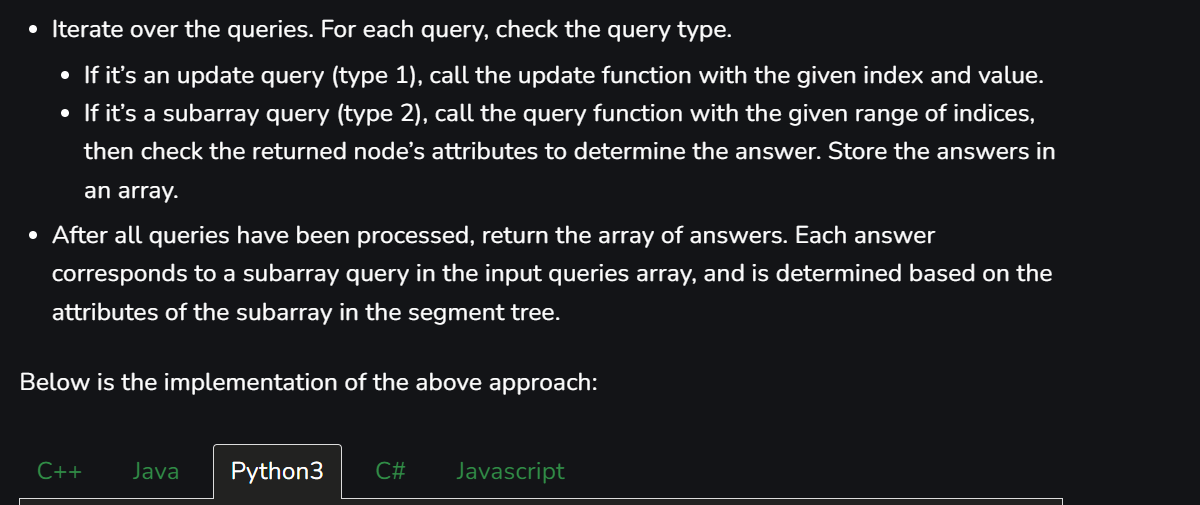 Iterate over the queries. For each query, check the query type.
If it’s an update query (type 1), call the update function with the given index and value.
If it’s a subarray query (type 2), call the query function with the given range of indices,
then check the returned node’s attributes to determine the answer. Store the answers in
an array.
After all queries have been processed, return the array of answers. Each answer
corresponds to a subarray query in the input queries array, and is determined based on the
attributes of the subarray in the segment tree.
Below is the implementation of the above approach:
C++ Java Python3 C# Javascript